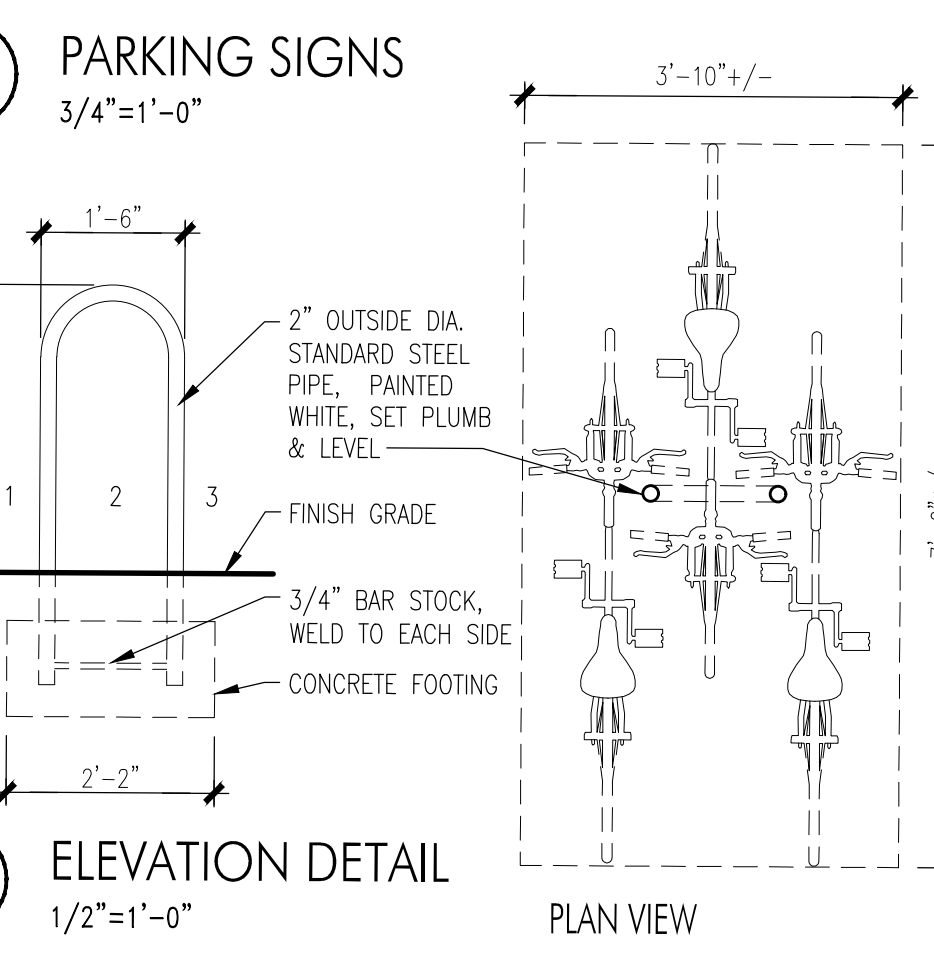 PARKING SIGNS
3/4"=1'-0"
3'-10"+/-
1'-6"
2" OUTSIDE DIA.
STANDARD STEEL
PIPE, PAINTED
WHITE, SET PLUMB
& LEVEL
1 2 3
FINISH GRADE
3/4" BAR STOCK,
WELD TO EACH SIDE
CONCRETE FOOTING
2'-2"
ELEVATION DETAIL
1/2"=1'-0"
PLAN VIEW